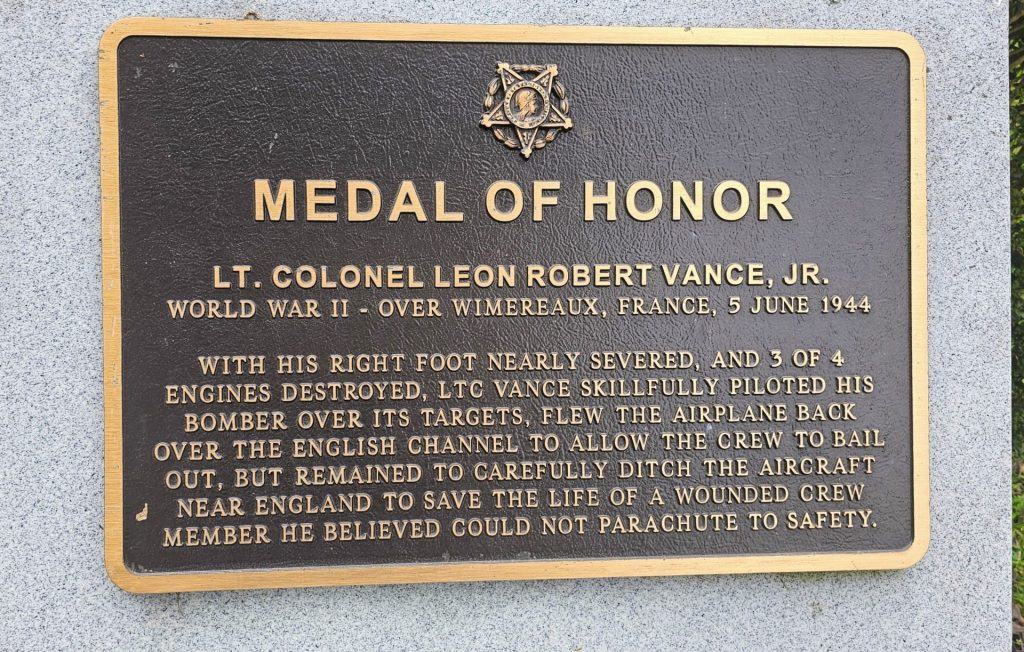 MEDAL OF HONOR
LT. COLONEL LEON ROBERT VANCE, JR.
WORLD WAR II - OVER WIMEREAUX, FRANCE, 5 JUNE 1944
WITH HIS RIGHT FOOT NEARLY SEVERED, AND 3 OF 4
ENGINES DESTROYED, LTC VANCE SKILLFULLY PILOTED HIS
BOMBER OVER ITS TARGETS, FLEW THE AIRPLANE BACK
OVER THE ENGLISH CHANNEL TO ALLOW THE CREW TO BAIL
OUT, BUT REMAINED TO CAREFULLY DITCH THE AIRCRAFT
NEAR ENGLAND TO SAVE THE LIFE OF A WOUNDED CREW
MEMBER HE BELIEVED COULD NOT PARACHUTE TO SAFETY.